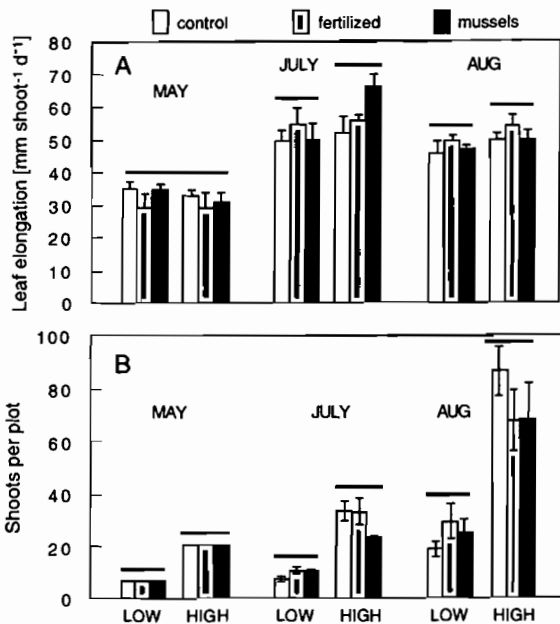 control fertilized mussels
A
MAY JULY AUG
Leaf elongation [mm shoot⁻¹ d⁻¹]
80
70
60
50
40
30
20
10
0
B
MAY JULY AUG
Shoots per plot
100
80
60
40
20
0
LOW HIGH LOW HIGH LOW HIGH